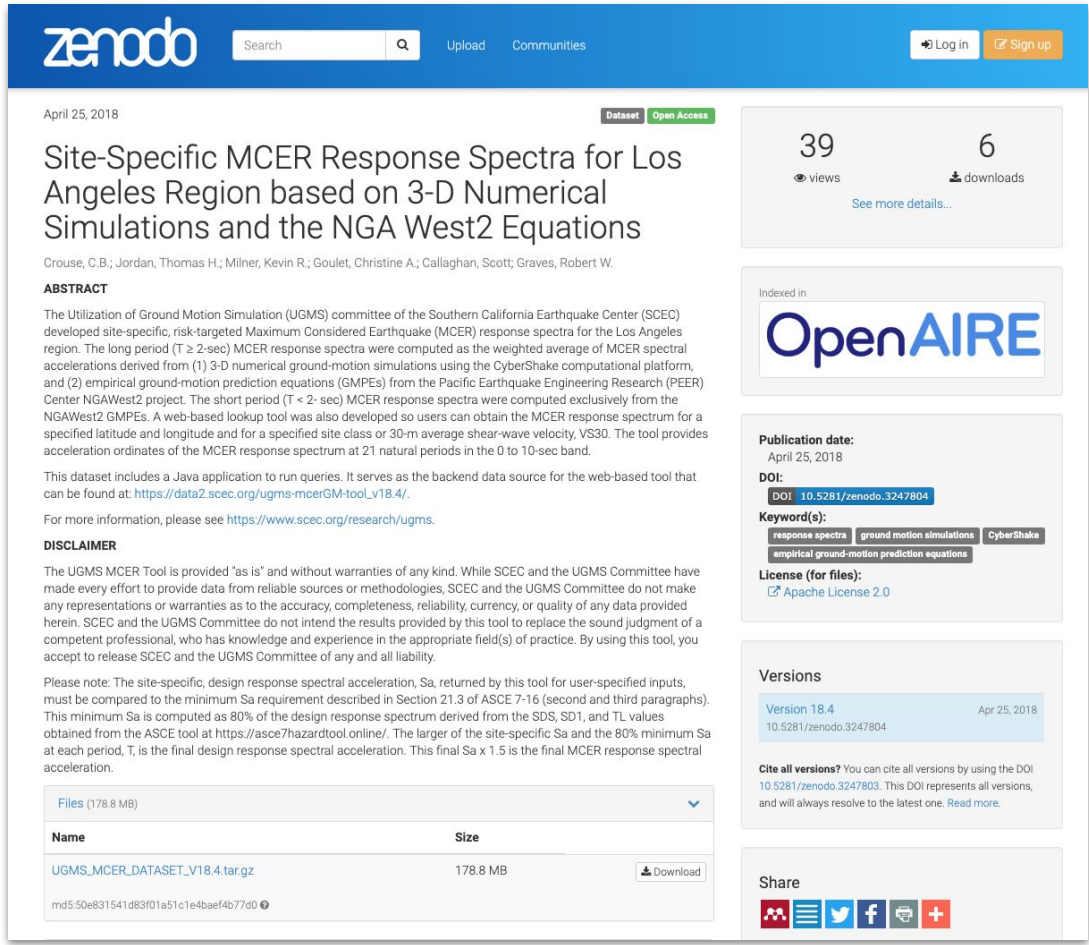 zenodo
Search
Upload
Communities
Log in
Sign up
April 25, 2018
Dataset
Open Access
Site-Specific MCER Response Spectra for Los
Angeles Region based on 3-D Numerical
Simulations and the NGA West2 Equations
Crouse, C.B.; Jordan, Thomas H.; Milner, Kevin R.; Goulet, Christine A.; Callaghan, Scott; Graves, Robert W.
ABSTRACT
The Utilization of Ground Motion Simulation (UGMS) committee of the Southern California Earthquake Center (SCEC)
developed site-specific, risk-targeted Maximum Considered Earthquake (MCER) response spectra for the Los Angeles
region. The long period (T ≥ 2-sec) MCER response spectra were computed as the weighted average of MCER spectral
accelerations derived from (1) 3-D numerical ground-motion simulations using the CyberShake computational platform,
and (2) empirical ground-motion prediction equations (GMPEs) from the Pacific Earthquake Engineering Research (PEER)
Center NGAWest2 project. The short period (T < 2- sec) MCER response spectra were computed exclusively from the
NGAWest2 GMPEs. A web-based lookup tool was also developed so users can obtain the MCER response spectrum for a
specified latitude and longitude and for a specified site class or 30-m average shear-wave velocity, VS30. The tool provides
acceleration ordinates of the MCER response spectrum at 21 natural periods in the 0 to 10-sec band.
This dataset includes a Java application to run queries. It serves as the backend data source for the web-based tool that
can be found at: https://data2.scec.org/ugms-mcerGM-tool_v18.4/.
For more information, please see https://www.scec.org/research/ugms.
DISCLAIMER
The UGMS MCER Tool is provided "as is" and without warranties of any kind. While SCEC and the UGMS Committee have
made every effort to provide data from reliable sources or methodologies, SCEC and the UGMS Committee do not make
any representations or warranties as to the accuracy, completeness, reliability, currency, or quality of any data provided
herein. SCEC and the UGMS Committee do not intend the results provided by this tool to replace the sound judgment of a
competent professional, who has knowledge and experience in the appropriate field(s) of practice. By using this tool, you
accept to release SCEC and the UGMS Committee of any and all liability.
Please note: The site-specific, design response spectral acceleration, Sa, returned by this tool for user-specified inputs,
must be compared to the minimum Sa requirement described in Section 21.3 of ASCE 7-16 (second and third paragraphs).
This minimum Sa is computed as 80% of the design response spectrum derived from the SDS, SD1, and TL values
obtained from the ASCE tool at https://asce7hazardtool.online/. The larger of the site-specific Sa and the 80% minimum Sa
at each period, T, is the final design response spectral acceleration. This final Sa x 1.5 is the final MCER response spectral
acceleration.
Files (178.8 MB)
Name Size
UGMS_MCER_DATASET_V18.4.tar.gz 178.8 MB Download
md5:50e831541d83f01a51c1e4baef4b77d0
39 6
views downloads
See more details...
Indexed in
OpenAIRE
Publication date:
April 25, 2018
DOI:
DOI 10.5281/zenodo.3247804
Keyword(s):
response spectra ground motion simulations CyberShake
empirical ground-motion prediction equations
License (for files):
Apache License 2.0
Versions
Version 18.4 Apr 25, 2018
10.5281/zenodo.3247804
Cite all versions? You can cite all versions by using the DOI
10.5281/zenodo.3247803. This DOI represents all versions,
and will always resolve to the latest one. Read more.
Share